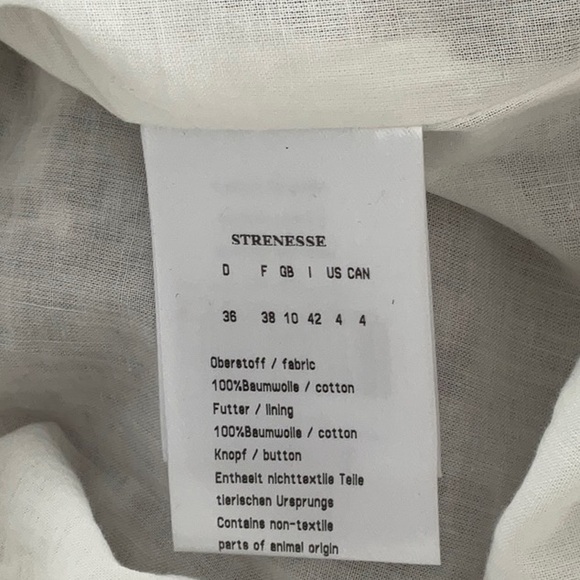 STRENESSE
D F GB I US CAN
36 38 10 42 4 4
Oberstoff / fabric
100%Baumwolle / cotton
Futter / lining
100%Baumwolle / cotton
Knopf / button
Enthaelt nichttextile Teile
tierischen Ursprungs
Contains non-textile
parts of animal origin